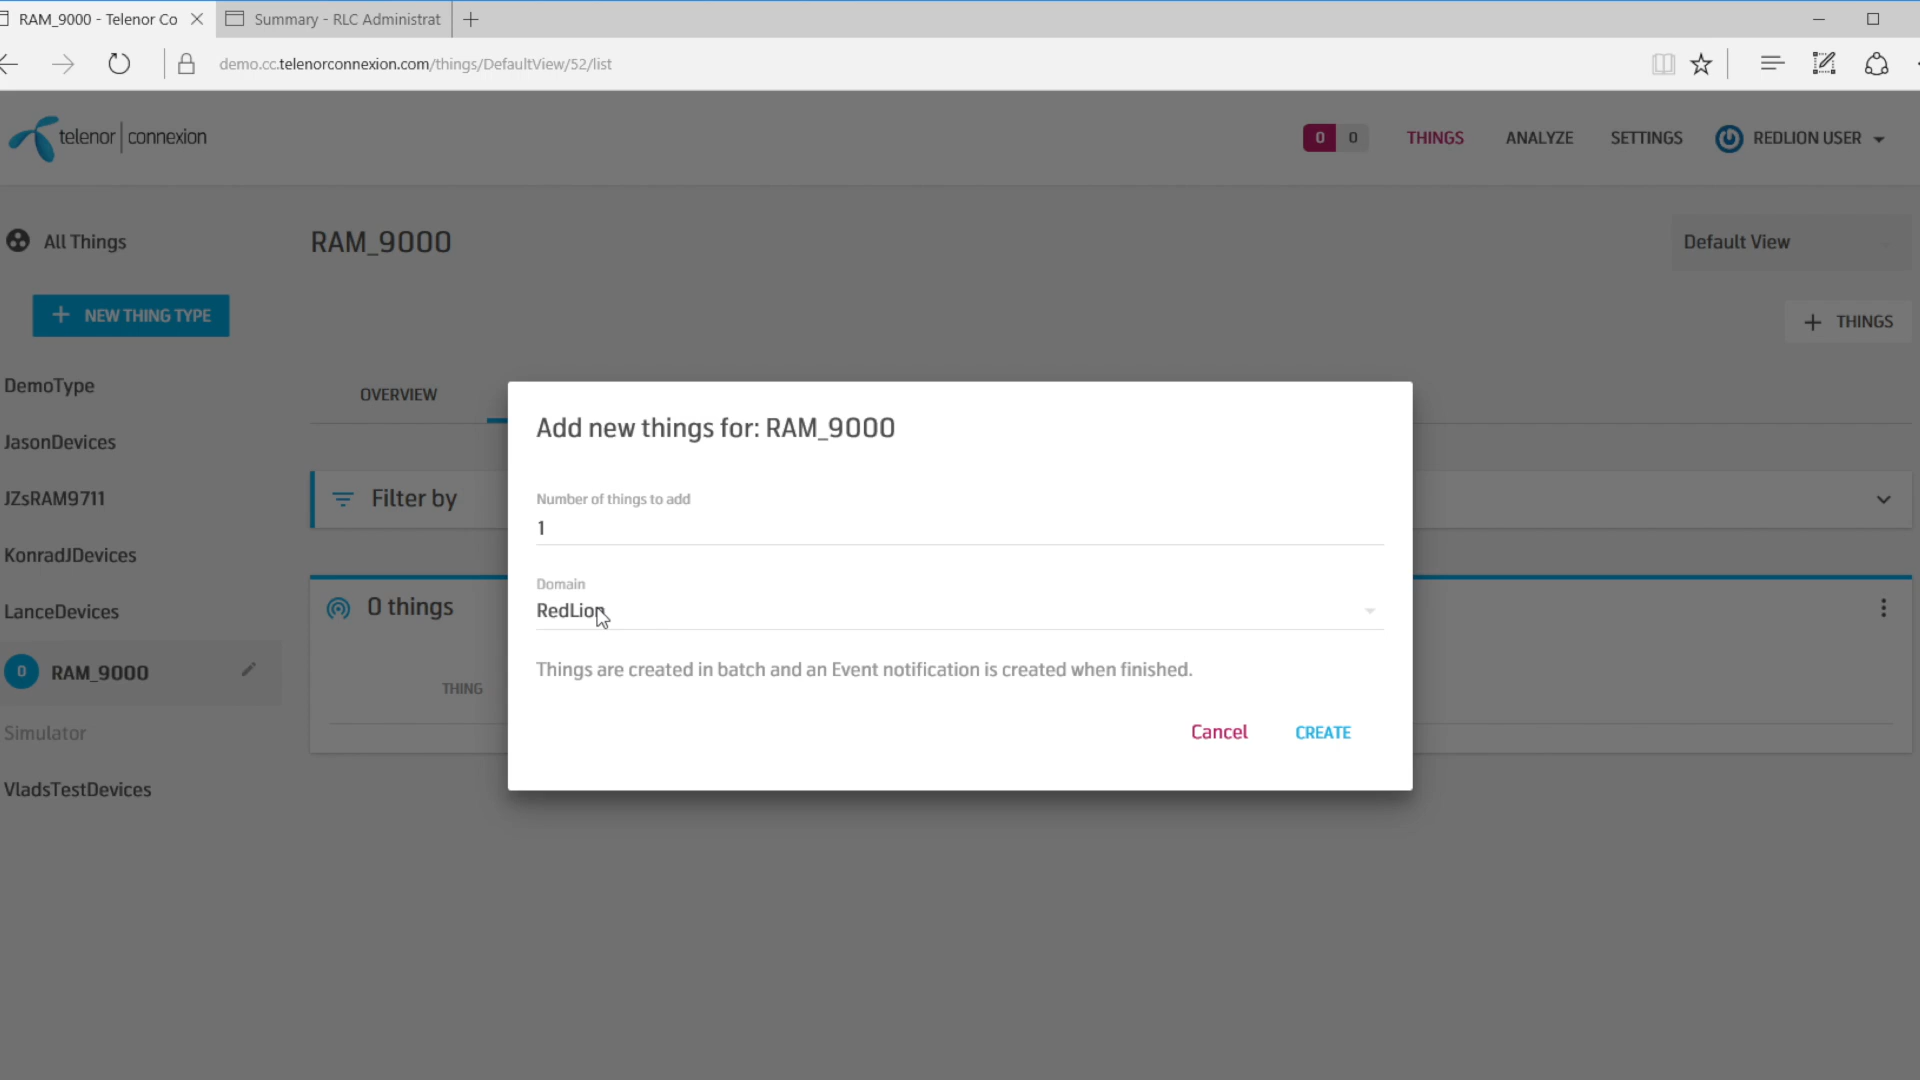 RAM_9000 - Telenor Co
Summary - RLC Administrat
demo.cc.telenorconnexion.com/things/DefaultView/52/list
telenor | connexion
0 0
THINGS
ANALYZE
SETTINGS
REDLION USER
All Things
RAM_9000
Default View
+ NEW THING TYPE
+ THINGS
DemoType
OVERVIEW
JasonDevices
JZsRAM9711
Filter by
KonradJDevices
LanceDevices
0 things
0 RAM_9000
THING
Simulator
VladsTestDevices
Add new things for: RAM_9000
Number of things to add
1
Domain
RedLion
Things are created in batch and an Event notification is created when finished.
Cancel
CREATE